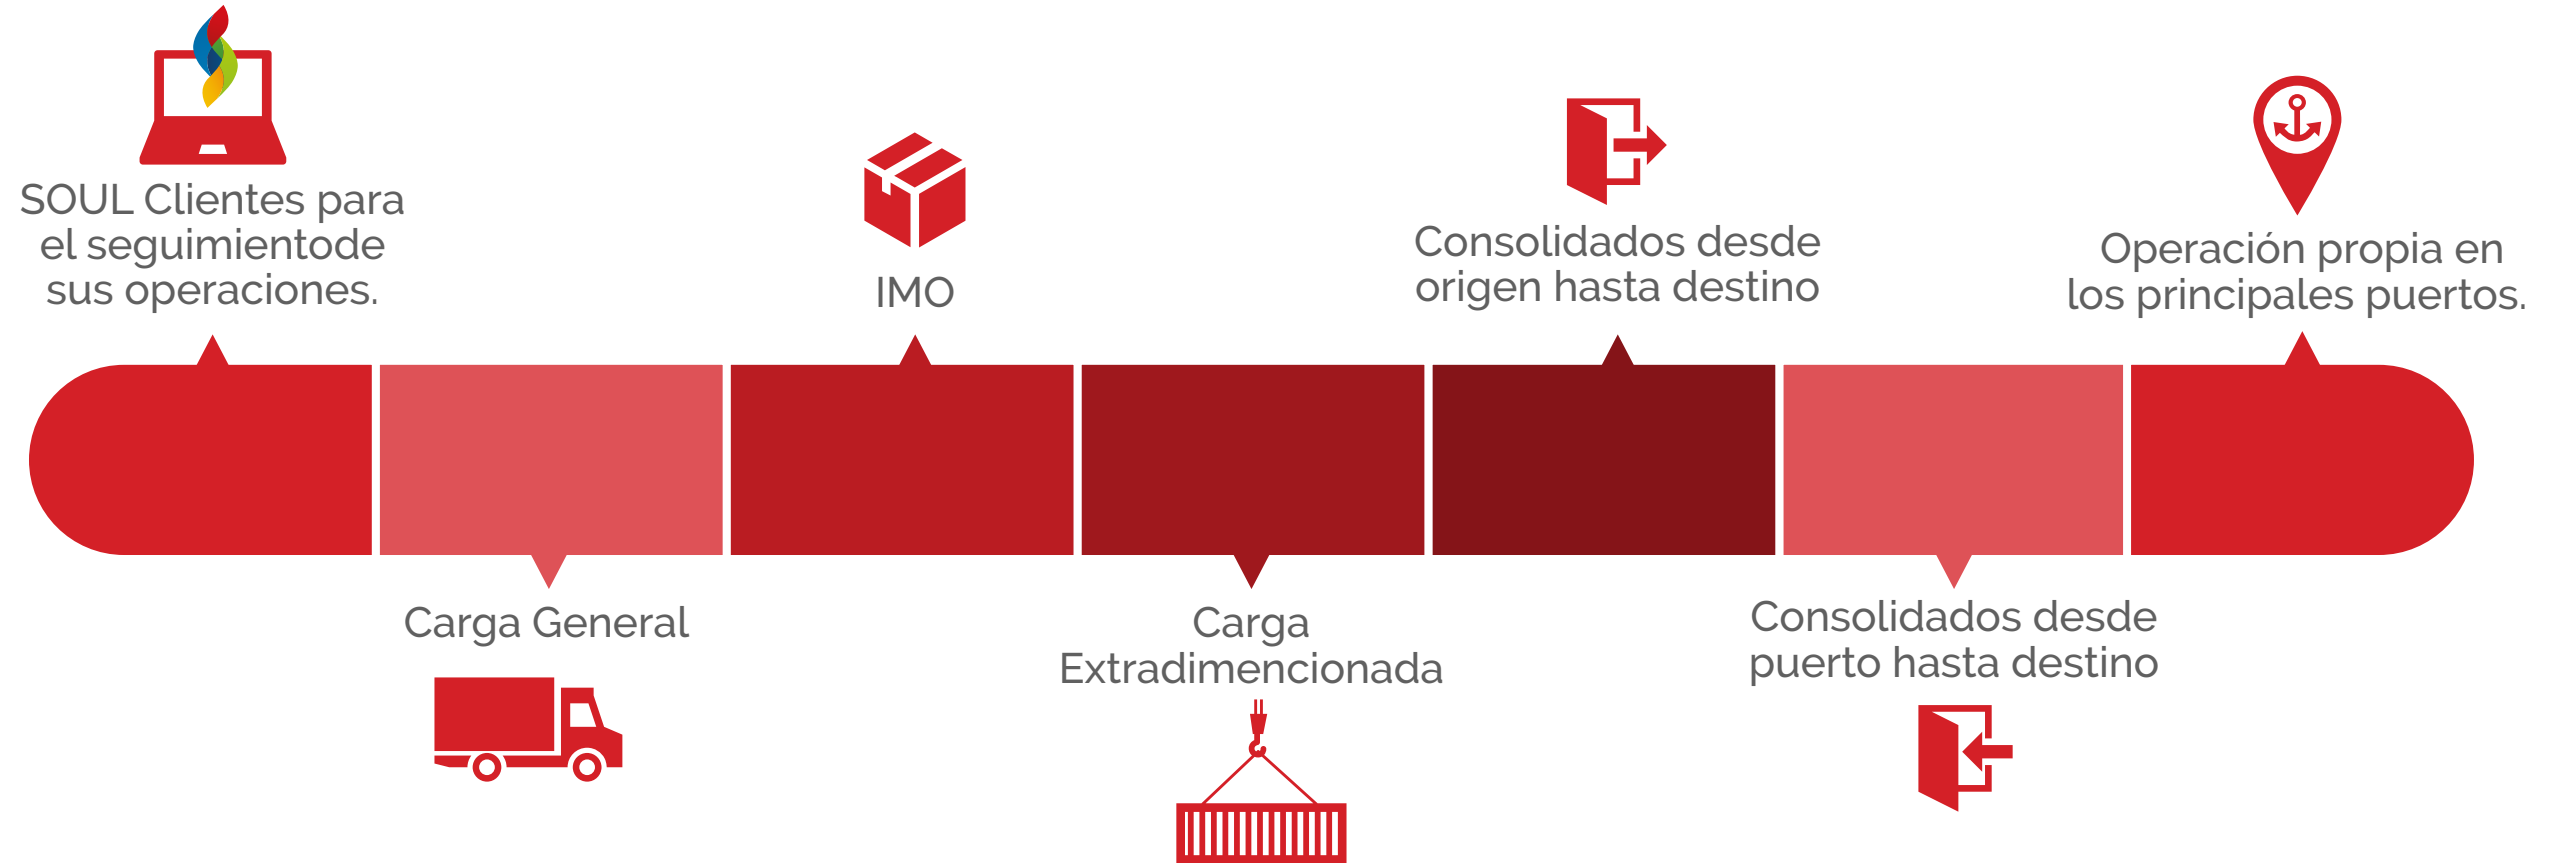 SOUL Clientes para
el seguimientode
sus operaciones.
Carga General
IMO
Carga
Extradimencionada
Consolidados desde
origen hasta destino
Consolidados desde
puerto hasta destino
Operación propia en
los principales puertos.